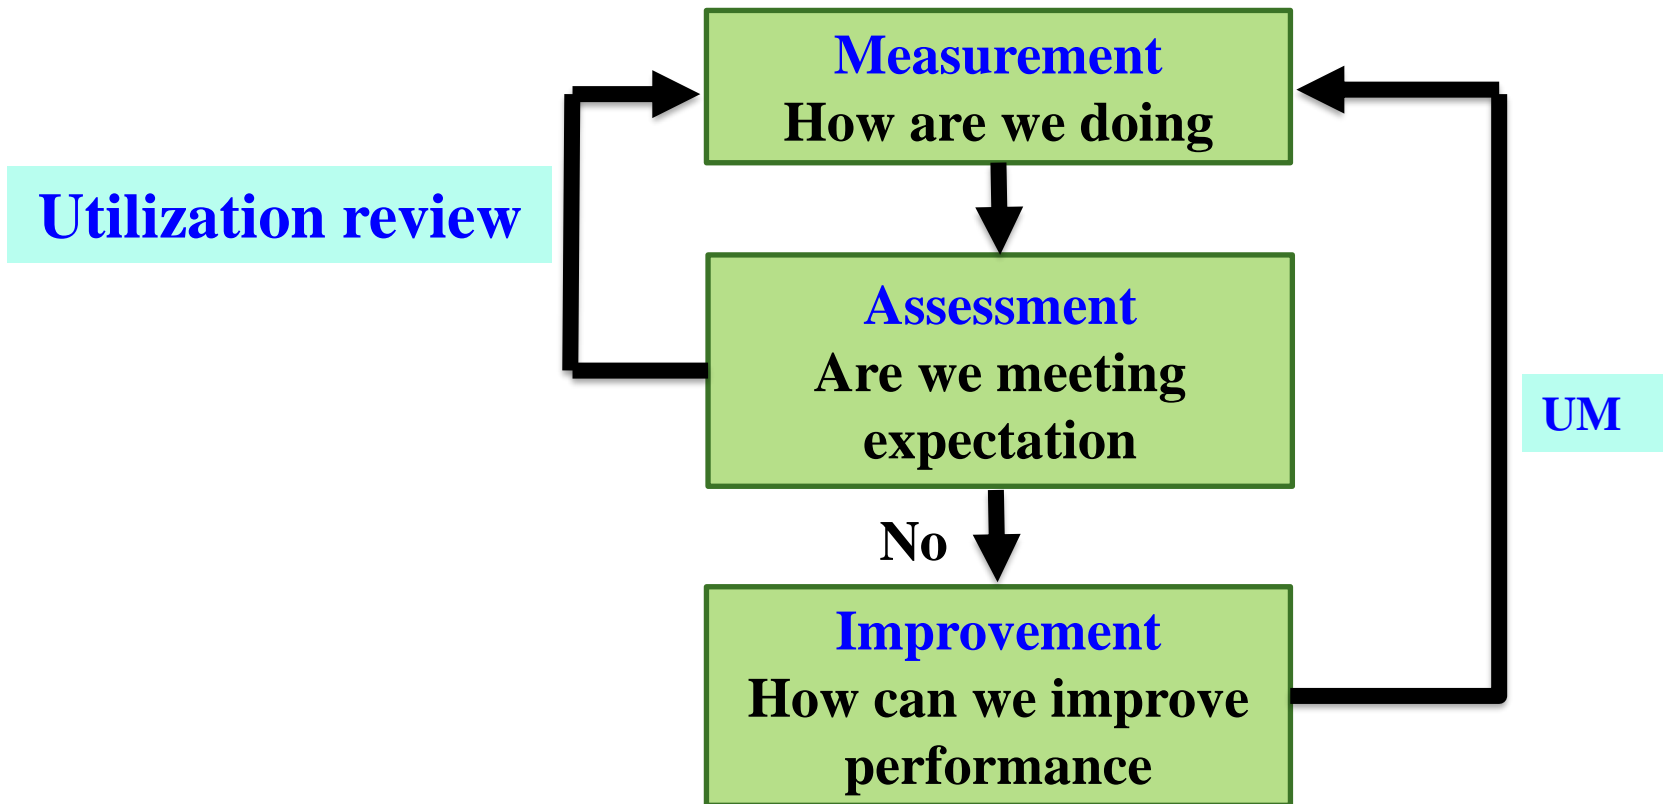 Measurement
How are we doing
Utilization review
Assessment
Are we meeting
expectation
UM
No
Improvement
How can we improve
performance